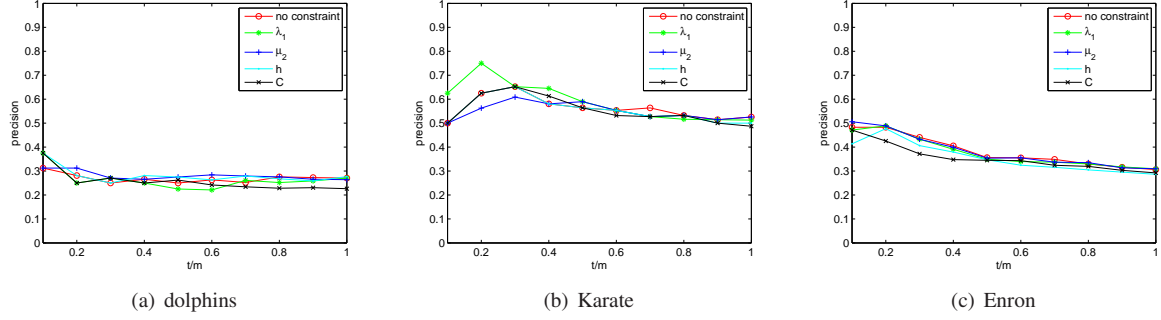 1
0.9
0.8
0.7
0.6
0.5
0.4
0.3
0.2
0.1
0
precision
0.2 0.4 0.6 0.8 1
t/m
no constraint
λ1
μ2
h
C
(a) dolphins
1
0.9
0.8
0.7
0.6
0.5
0.4
0.3
0.2
0.1
0
precision
0.2 0.4 0.6 0.8 1
t/m
no constraint
λ1
μ2
h
C
(b) Karate
1
0.9
0.8
0.7
0.6
0.5
0.4
0.3
0.2
0.1
0
precision
0.2 0.4 0.6 0.8 1
t/m
no constraint
λ1
μ2
h
C
(c) Enron